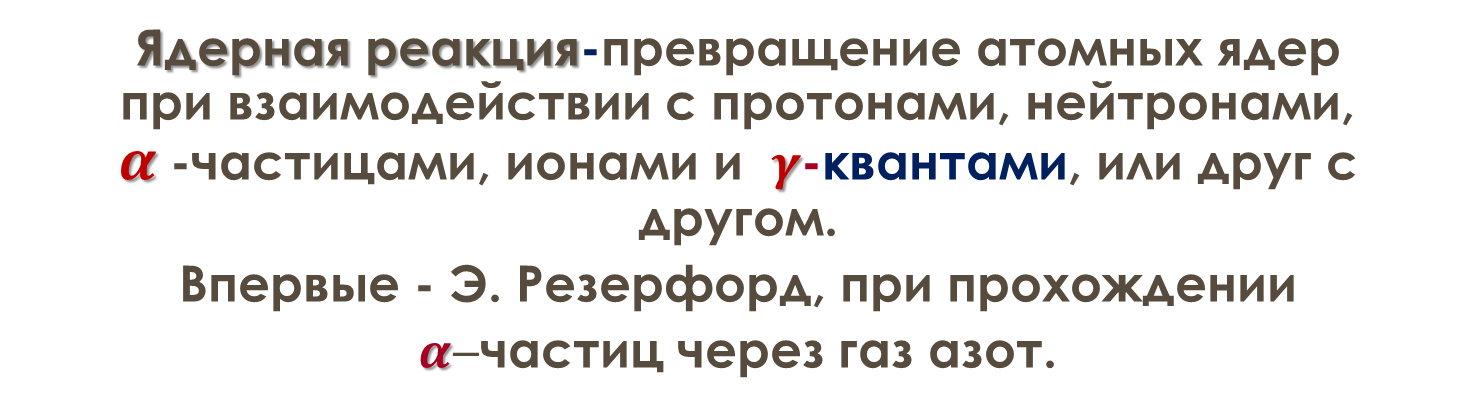 Ядерная реакция-превращение атомных ядер
при взаимодействии с протонами, нейтронами,
α -частицами, ионами и γ-квантами, или друг с
другом.
Впервые - Э. Резерфорд, при прохождении
α–частиц через газ азот.